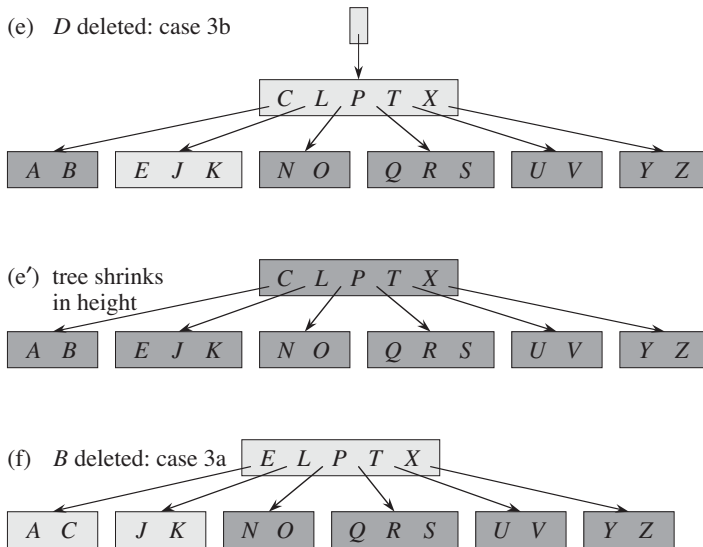 (e) D deleted: case 3b
C L P T X
A B E J K N O Q R S U V Y Z
(e′) tree shrinks
in height
C L P T X
A B E J K N O Q R S U V Y Z
(f) B deleted: case 3a
E L P T X
A C J K N O Q R S U V Y Z